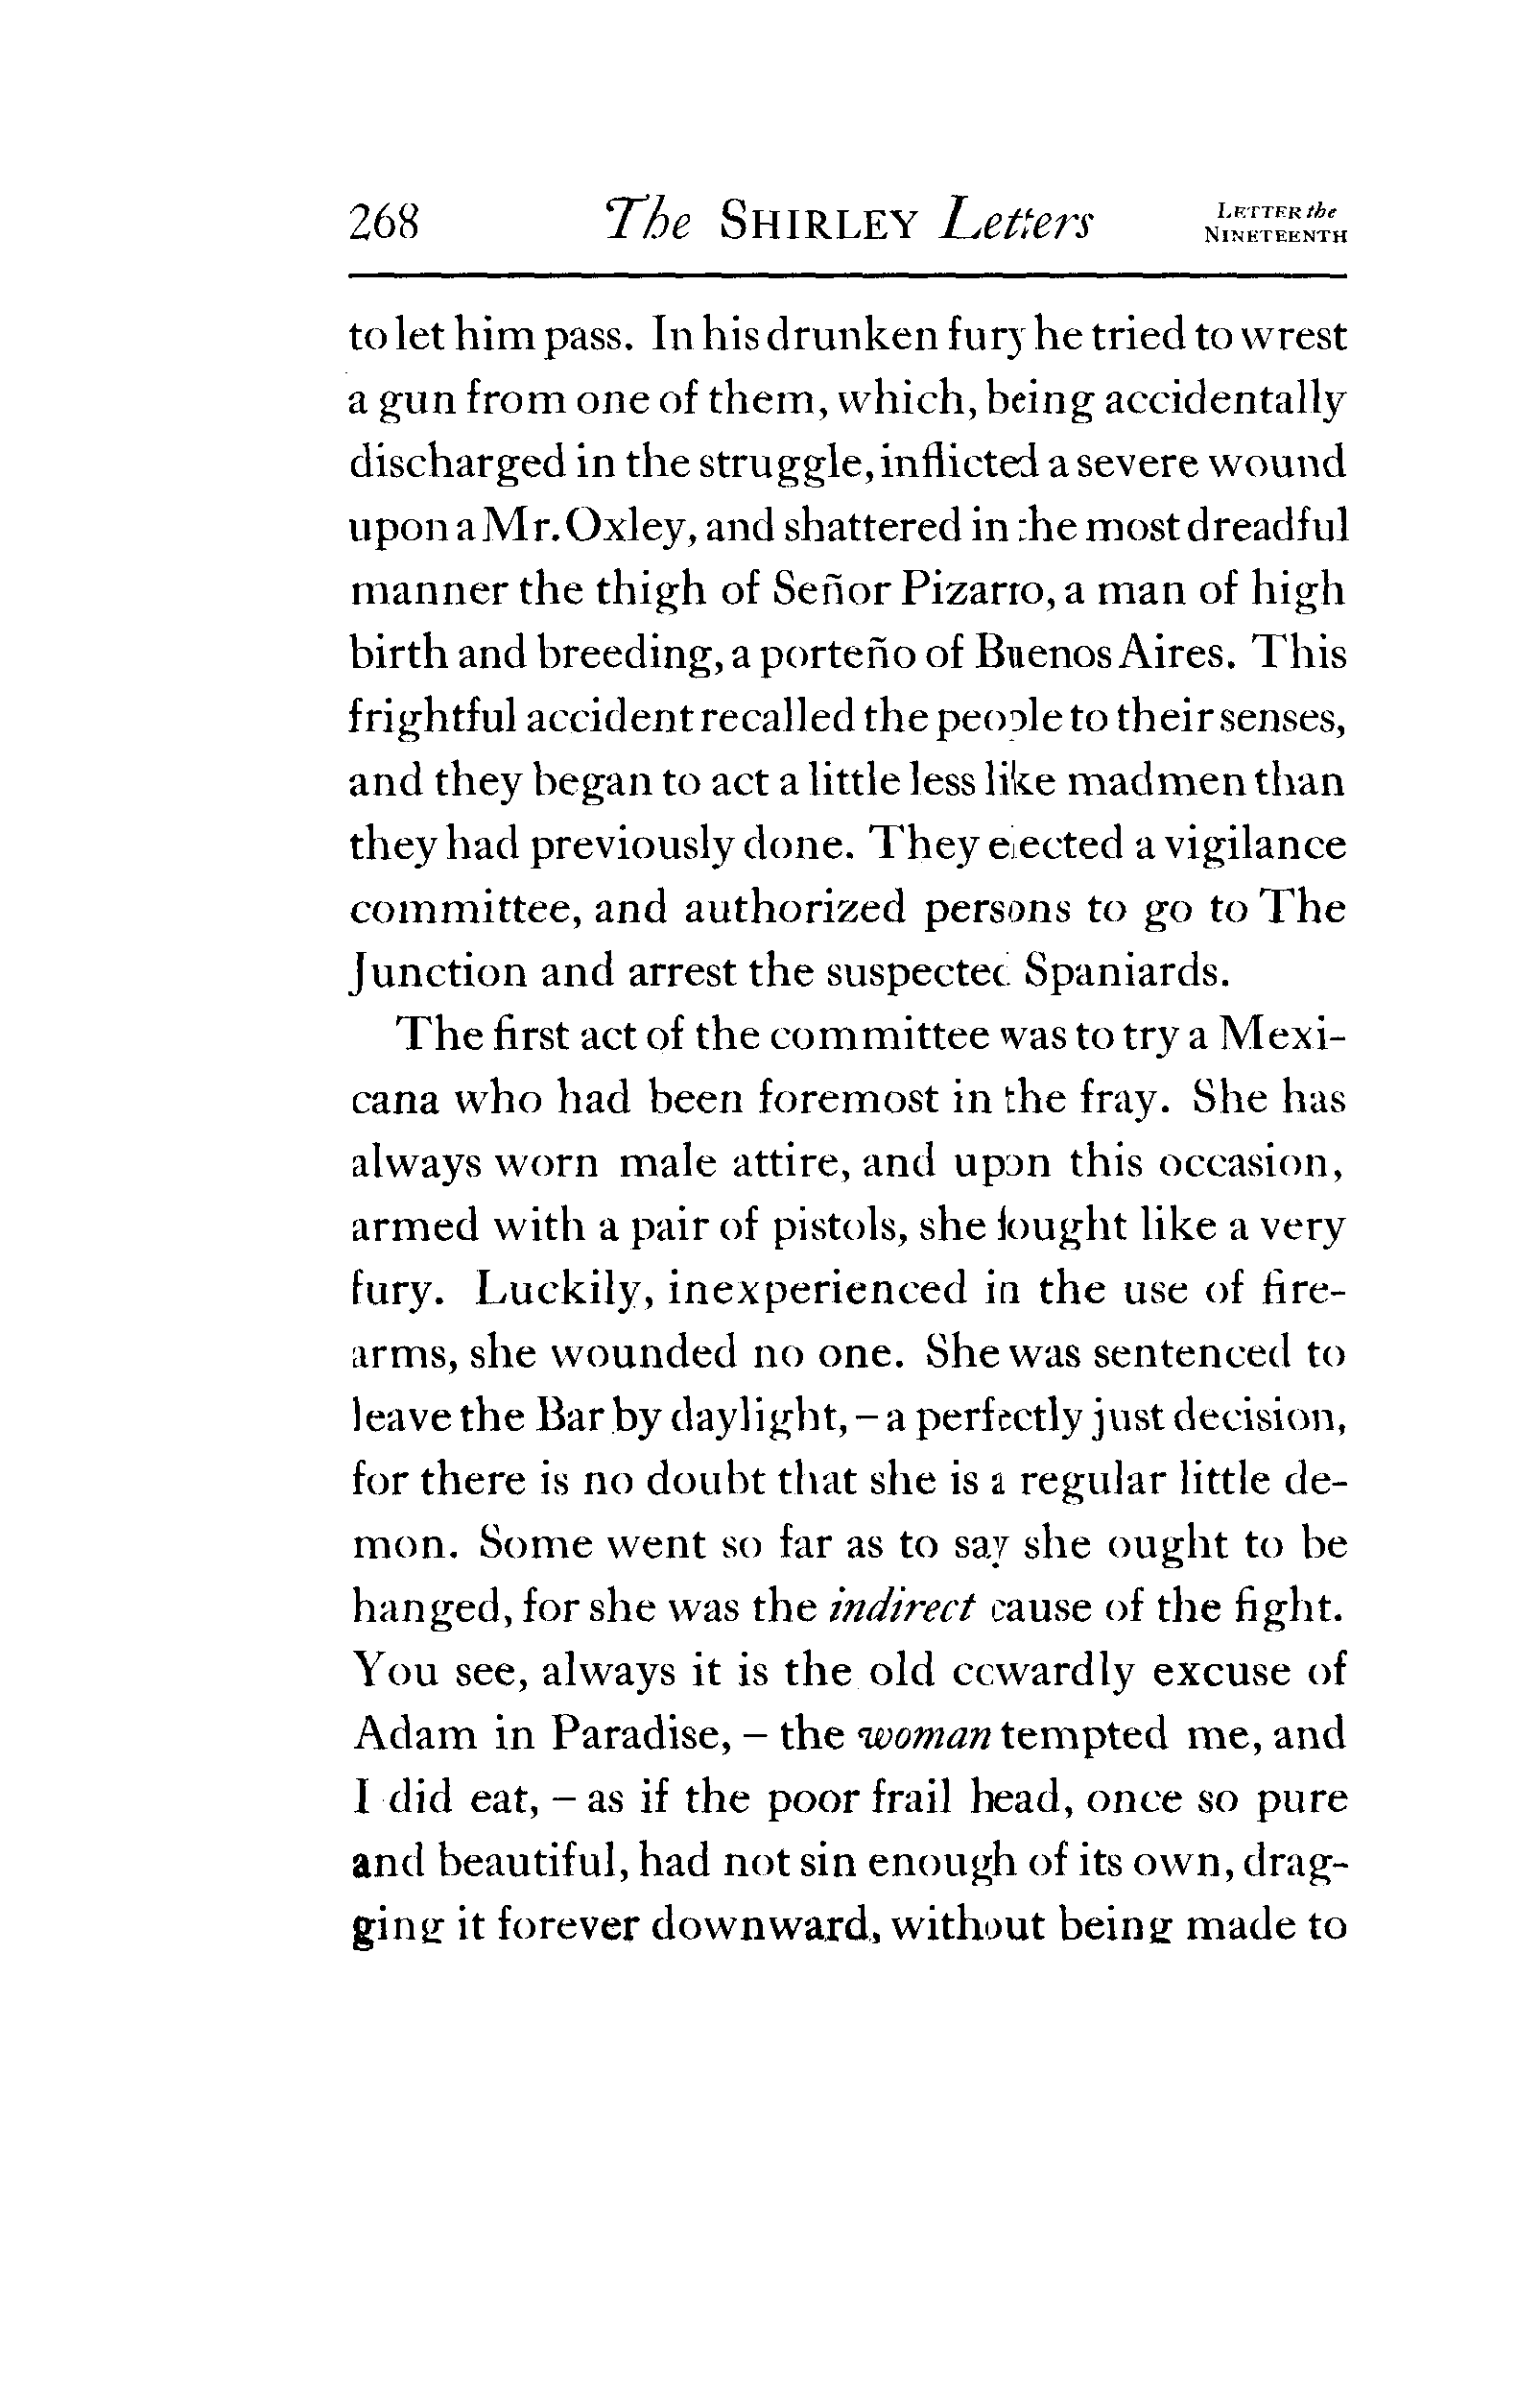 268 The SHIRLEY Letters LETTER the
NINETEENTH
to let him pass. In his drunken fury he tried to wrest
a gun from one of them, which, being accidentally
discharged in the struggle, inflicted a severe wound
upon a Mr. Oxley, and shattered in the most dreadful
manner the thigh of Señor Pizarro, a man of high
birth and breeding, a porteño of Buenos Aires. This
frightful accident recalled the people to their senses,
and they began to act a little less like madmen than
they had previously done. They elected a vigilance
committee, and authorized persons to go to The
Junction and arrest the suspected Spaniards.
The first act of the committee was to try a Mexi-
cana who had been foremost in the fray. She has
always worn male attire, and upon this occasion,
armed with a pair of pistols, she fought like a very
fury. Luckily, inexperienced in the use of fire-
arms, she wounded no one. She was sentenced to
leave the Bar by daylight, – a perfectly just decision,
for there is no doubt that she is a regular little de-
mon. Some went so far as to say she ought to be
hanged, for she was the indirect cause of the fight.
You see, always it is the old cowardly excuse of
Adam in Paradise, – the woman tempted me, and
I did eat, – as if the poor frail head, once so pure
and beautiful, had not sin enough of its own, drag-
ging it forever downward, without being made to